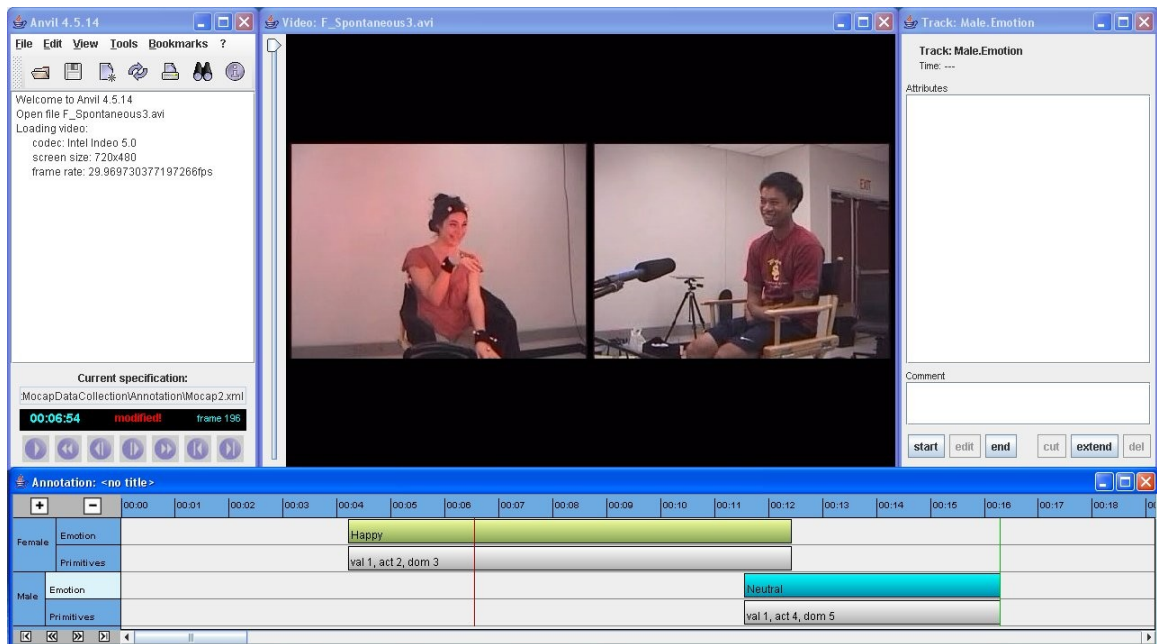 Anvil 4.5.14
File Edit View Tools Bookmarks ?
Welcome to Anvil 4.5.14
Open file F_Spontaneous3.avi
Loading video:
codec: Intel Indeo 5.0
screen size: 720x480
frame rate: 29.969730377197266fps
Current specification:
:MocapDataCollection\Annotation\Mocap2.xml
00:06:54 modified! frame 196
Video: F_Spontaneous3.avi
EXIT
Track: Male.Emotion
Track: Male.Emotion
Time: ---
Attributes
Comment
start edit end cut extend del
Annotation: <no title>
+ - 00:00 00:01 00:02 00:03 00:04 00:05 00:06 00:07 00:08 00:09 00:10 00:11 00:12 00:13 00:14 00:15 00:16 00:17 00:18
Female Emotion Happy
Primitives val 1, act 2, dom 3
Male Emotion Neutral
Primitives val 1, act 4, dom 5